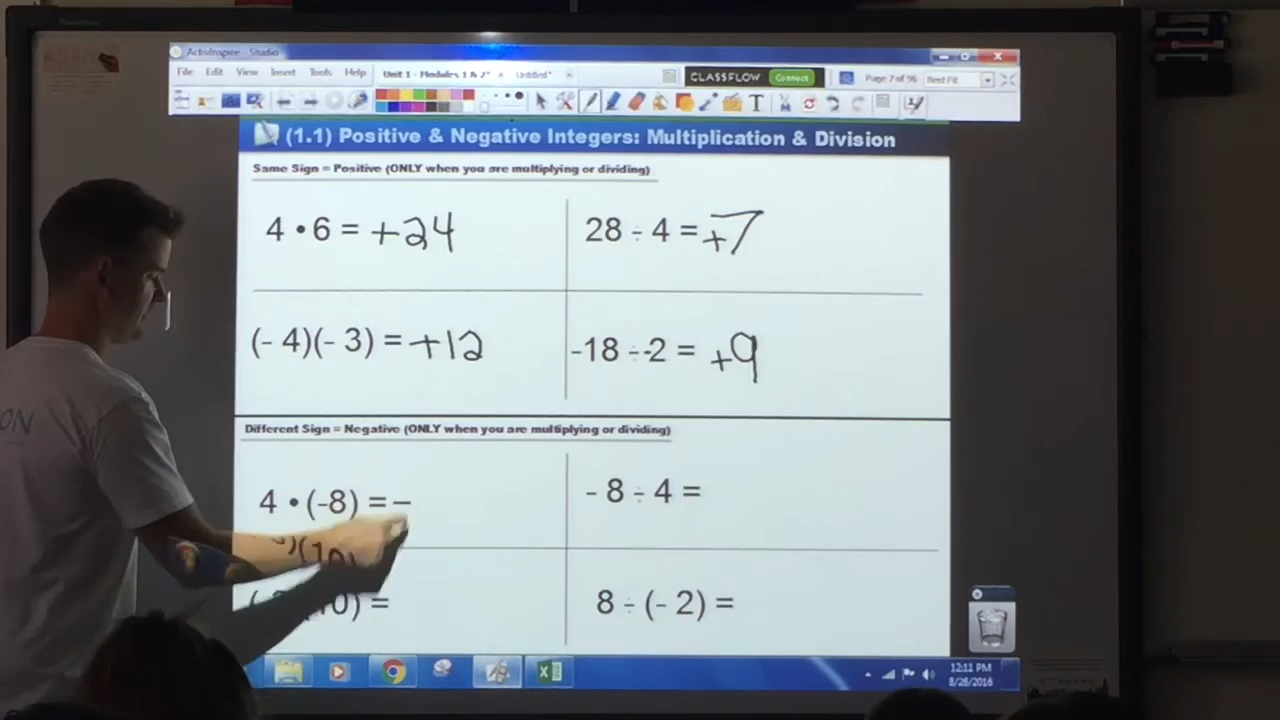 ActivInspire - Studio
File Edit View Insert Tools Help Unit 1 - Modules 1 & 2* Untitled* CLASSFLOW Connect Page 7 of 96 Best Fit
T
(1.1) Positive & Negative Integers: Multiplication & Division
Same Sign = Positive (ONLY when you are multiplying or dividing)
4 • 6 = +24
28 ÷ 4 = +7
(- 4)(- 3) = +12
-18 ÷ -2 = +9
Different Sign = Negative (ONLY when you are multiplying or dividing)
4 • (-8) = –
- 8 ÷ 4 =
10) =
8 ÷ (- 2) =
12:11 PM
8/26/2016
ON